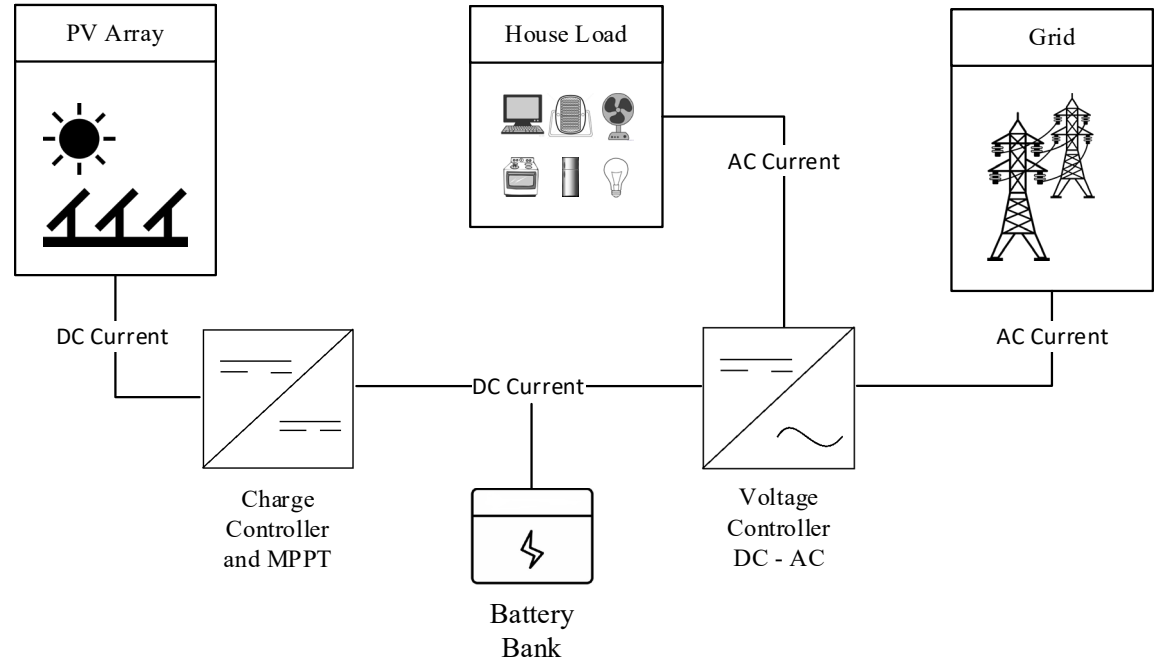 PV Array
House Load
Grid
AC Current
DC Current
AC Current
DC Current
Charge
Controller
and MPPT
Voltage
Controller
DC - AC
Battery
Bank